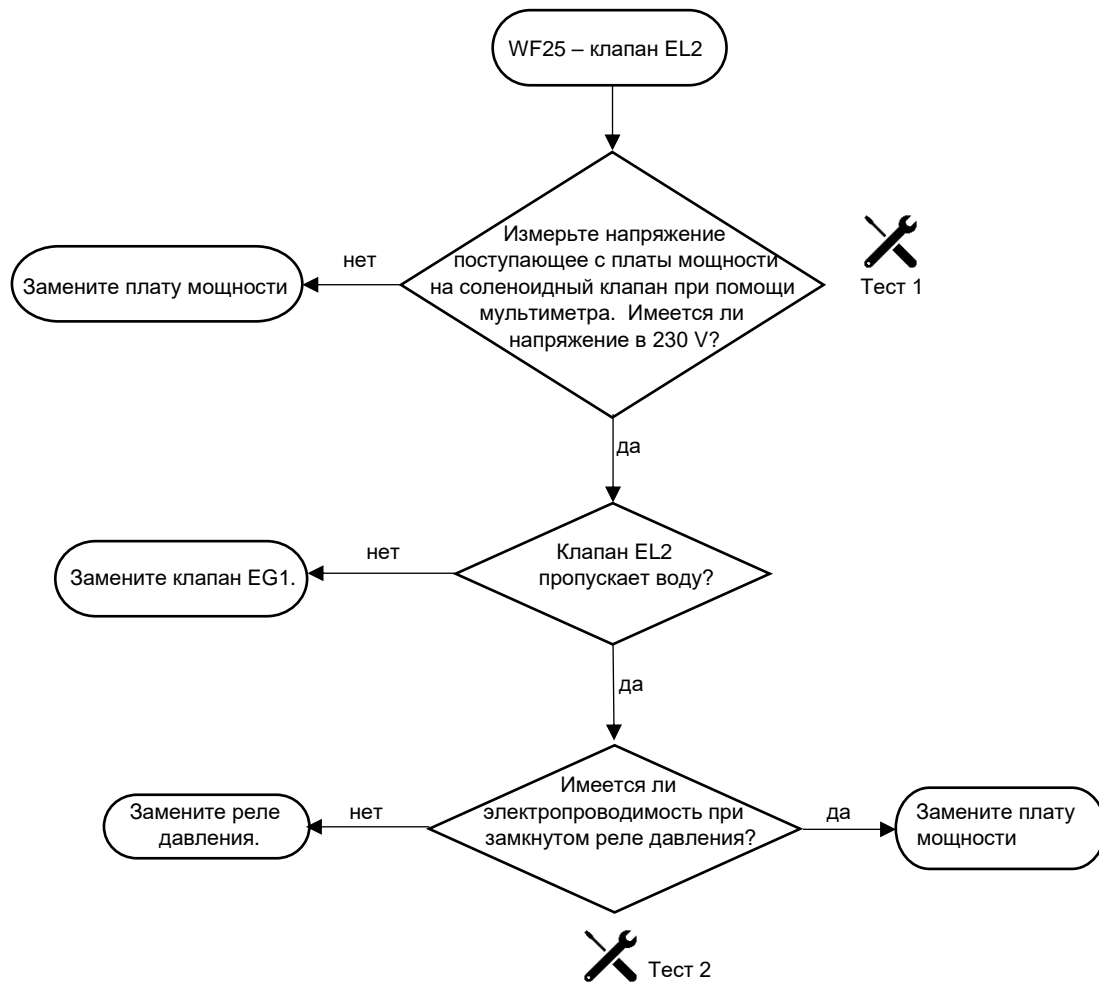 WF25 – клапан EL2
Измерьте напряжение
поступающее с платы мощности
на соленоидный клапан при помощи
мультиметра. Имеется ли
напряжение в 230 V?
Тест 1
нет
Замените плату мощности
да
Клапан EL2
пропускает воду?
нет
Замените клапан EG1.
да
Имеется ли
электропроводимость при
замкнутом реле давления?
нет
Замените реле
давления.
да
Замените плату
мощности
Тест 2